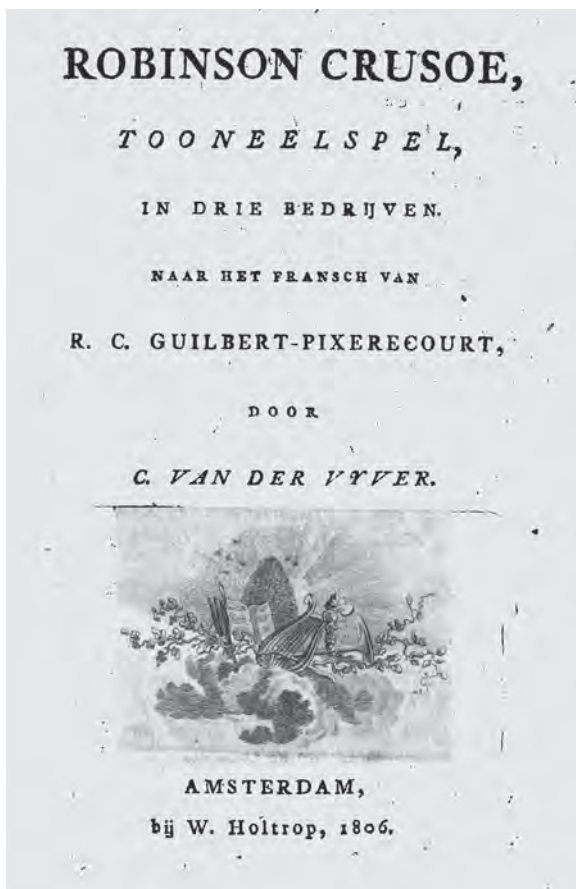 ROBINSON CRUSOE,
TOONEELSPEL,
IN DRIE BEDRIJVEN.
NAAR HET FRANSCH VAN
R. C. GUILBERT-PIXERECOURT,
DOOR
C. VAN DER VYVER.
AMSTERDAM,
bij W. Holtrop, 1806.